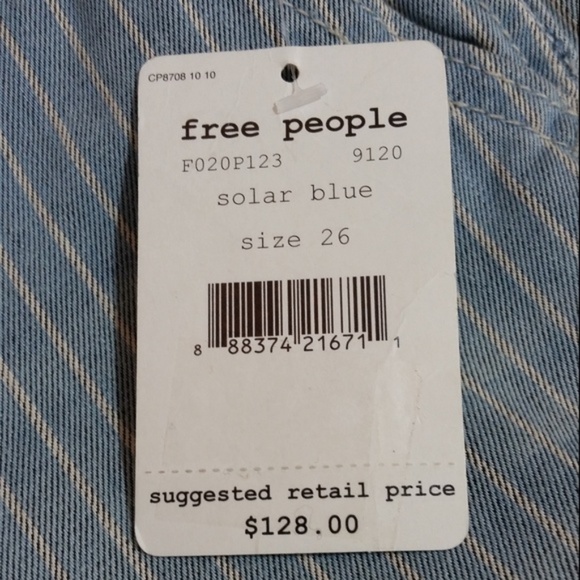 CP8708 10 10
free people
F020P123 9120
solar blue
size 26
8 88374 21671 1
suggested retail price
$128.00